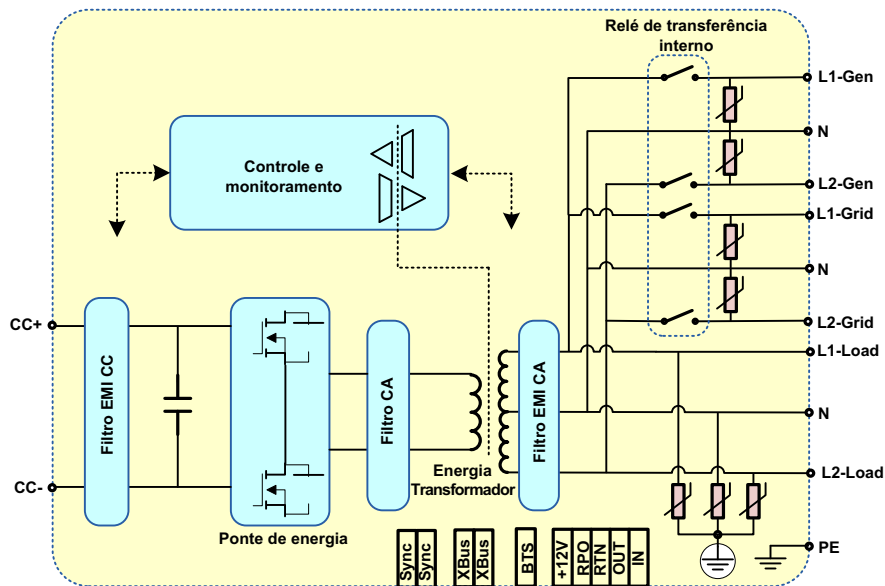 Relé de transferência
interno
L1-Gen
N
L2-Gen
L1-Grid
N
L2-Grid
L1-Load
N
L2-Load
PE
Controle e
monitoramento
CC+
CC-
Filtro EMI CC
Ponte de energia
Filtro CA
Energia
Transformador
Filtro EMI CA
Sync
Sync
XBus
XBus
BTS
+12V
RPO
RTN
OUT
IN